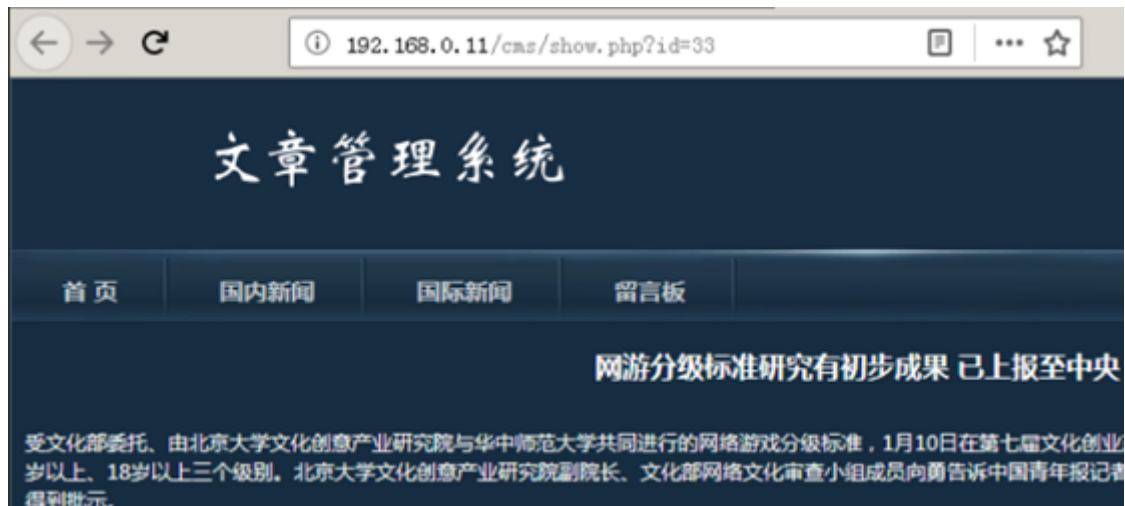 192.168.0.11/cms/show.php?id=33
文章管理系统
首 页 国内新闻 国际新闻 留言板
网游分级标准研究有初步成果 已上报至中央
受文化部委托、由北京大学文化创意产业研究院与华中师范大学共同进行的网络游戏分级标准，1月10日在第七届文化创业
岁以上、18岁以上三个级别。北京大学文化创意产业研究院副院长、文化部网络文化审查小组成员向勇告诉中国青年报记者
得到批示。